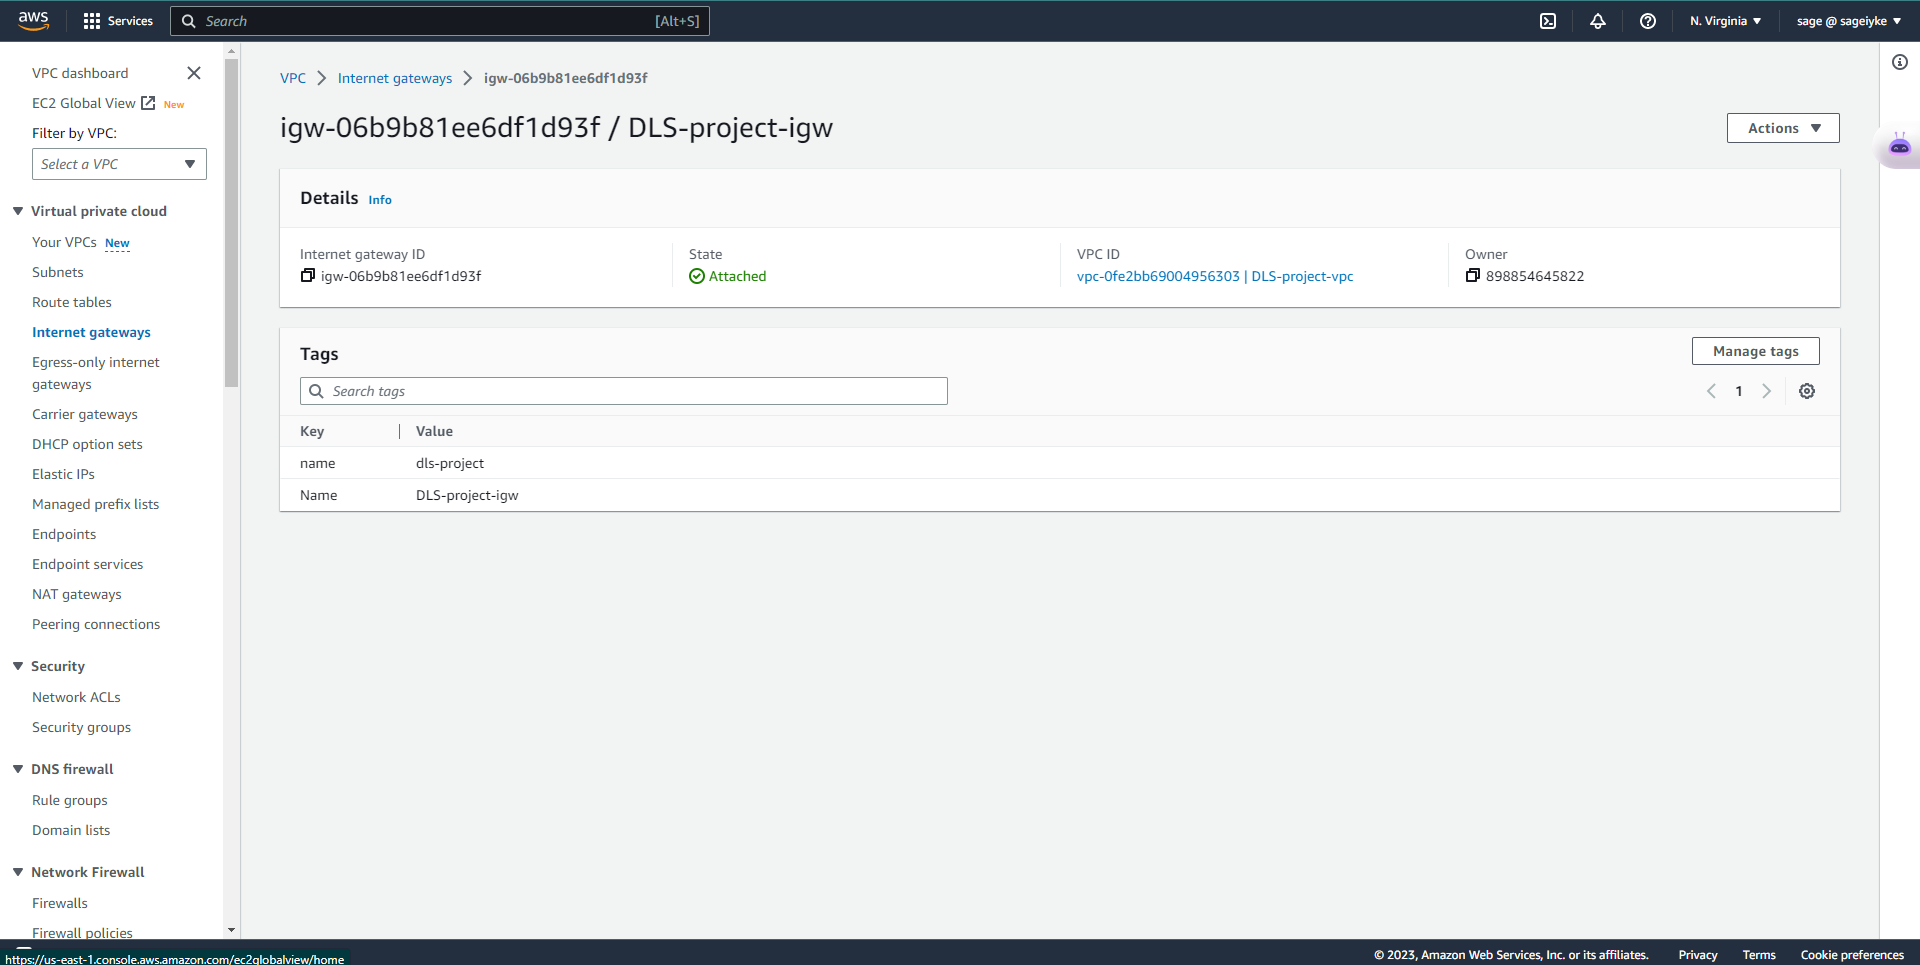 aws
Services
Search
[Alt+S]
N. Virginia
sage @ sageiyke
VPC dashboard
EC2 Global View
New
Filter by VPC:
Select a VPC
Virtual private cloud
Your VPCs New
Subnets
Route tables
Internet gateways
Egress-only internet
gateways
Carrier gateways
DHCP option sets
Elastic IPs
Managed prefix lists
Endpoints
Endpoint services
NAT gateways
Peering connections
Security
Network ACLs
Security groups
DNS firewall
Rule groups
Domain lists
Network Firewall
Firewalls
Firewall policies
VPC
Internet gateways
igw-06b9b81ee6df1d93f
igw-06b9b81ee6df1d93f / DLS-project-igw
Actions
Details Info
Internet gateway ID
igw-06b9b81ee6df1d93f
State
Attached
VPC ID
vpc-0fe2bb69004956303 | DLS-project-vpc
Owner
898854645822
Tags
Manage tags
Search tags
1
Key Value
name dls-project
Name DLS-project-igw
https://us-east-1.console.aws.amazon.com/ec2globalview/home
© 2023, Amazon Web Services, Inc. or its affiliates.
Privacy
Terms
Cookie preferences